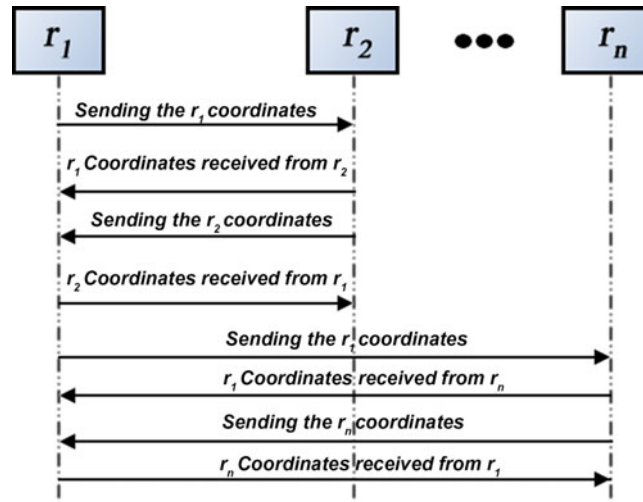 r₁ r₂ ••• rₙ
Sending the r₁ coordinates
r₁ Coordinates received from r₂
Sending the r₂ coordinates
r₂ Coordinates received from r₁
Sending the r₁ coordinates
r₁ Coordinates received from rₙ
Sending the rₙ coordinates
rₙ Coordinates received from r₁